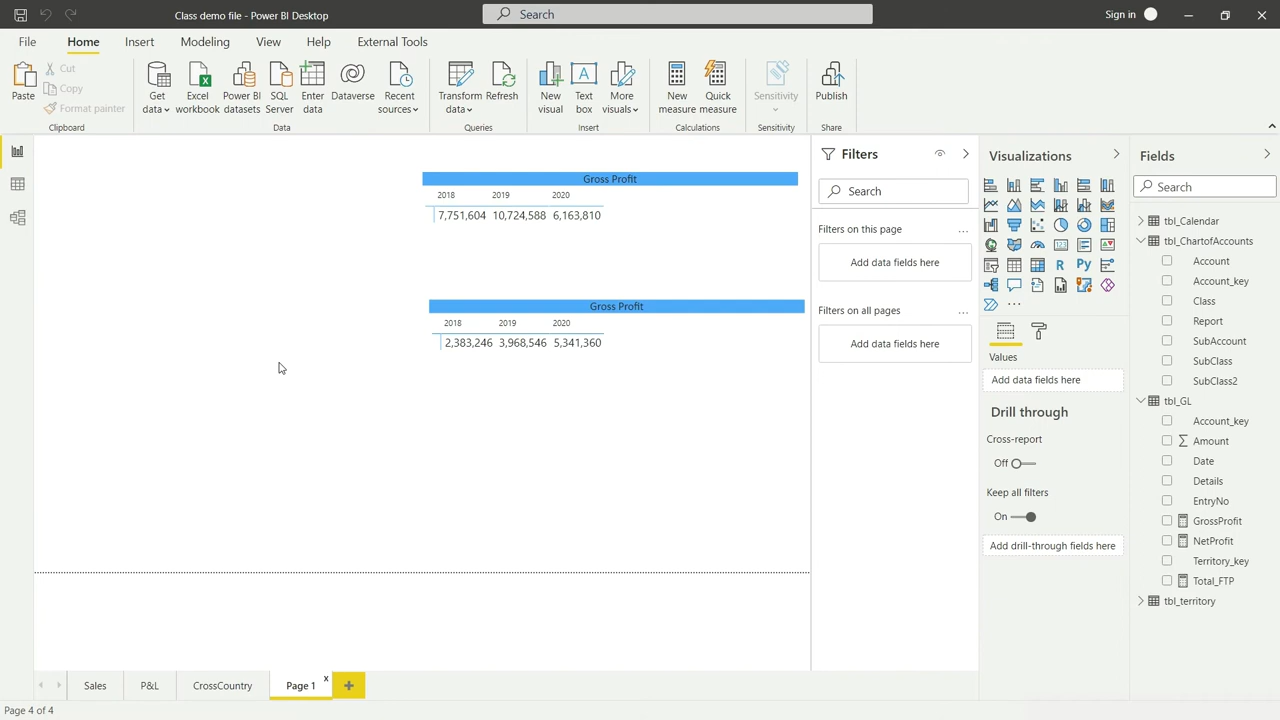 Class demo file - Power BI Desktop
Search
Sign in
File
Home
Insert
Modeling
View
Help
External Tools
Paste
Cut
Copy
Format painter
Clipboard
Get data
Excel workbook
Power BI datasets
SQL Server
Enter data
Dataverse
Recent sources
Data
Transform data
Refresh
Queries
New visual
Text box
More visuals
Insert
New measure
Quick measure
Calculations
Sensitivity
Sensitivity
Publish
Share
Gross Profit
2018 2019 2020
7,751,604 10,724,588 6,163,810
Gross Profit
2018 2019 2020
2,383,246 3,968,546 5,341,360
Filters
Search
Filters on this page
...
Add data fields here
Filters on all pages
...
Add data fields here
Visualizations
123
R
Py
...
Values
Add data fields here
Drill through
Cross-report
Off
Keep all filters
On
Add drill-through fields here
Fields
Search
tbl_Calendar
tbl_ChartofAccounts
Account
Account_key
Class
Report
SubAccount
SubClass
SubClass2
tbl_GL
Account_key
Σ Amount
Date
Details
EntryNo
GrossProfit
NetProfit
Territory_key
Total_FTP
tbl_territory
Sales
P&L
CrossCountry
Page 1
x
+
Page 4 of 4